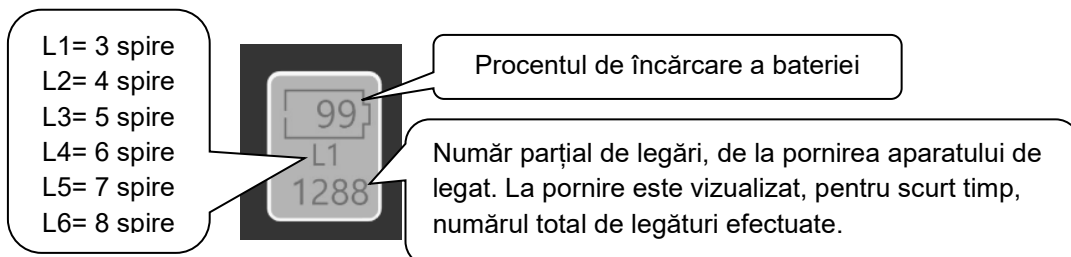 L1= 3 spire
L2= 4 spire
L3= 5 spire
L4= 6 spire
L5= 7 spire
L6= 8 spire
99
L1
1288
Procentul de încărcare a bateriei
Număr parțial de legări, de la pornirea aparatului de
legat. La pornire este vizualizat, pentru scurt timp,
numărul total de legături efectuate.